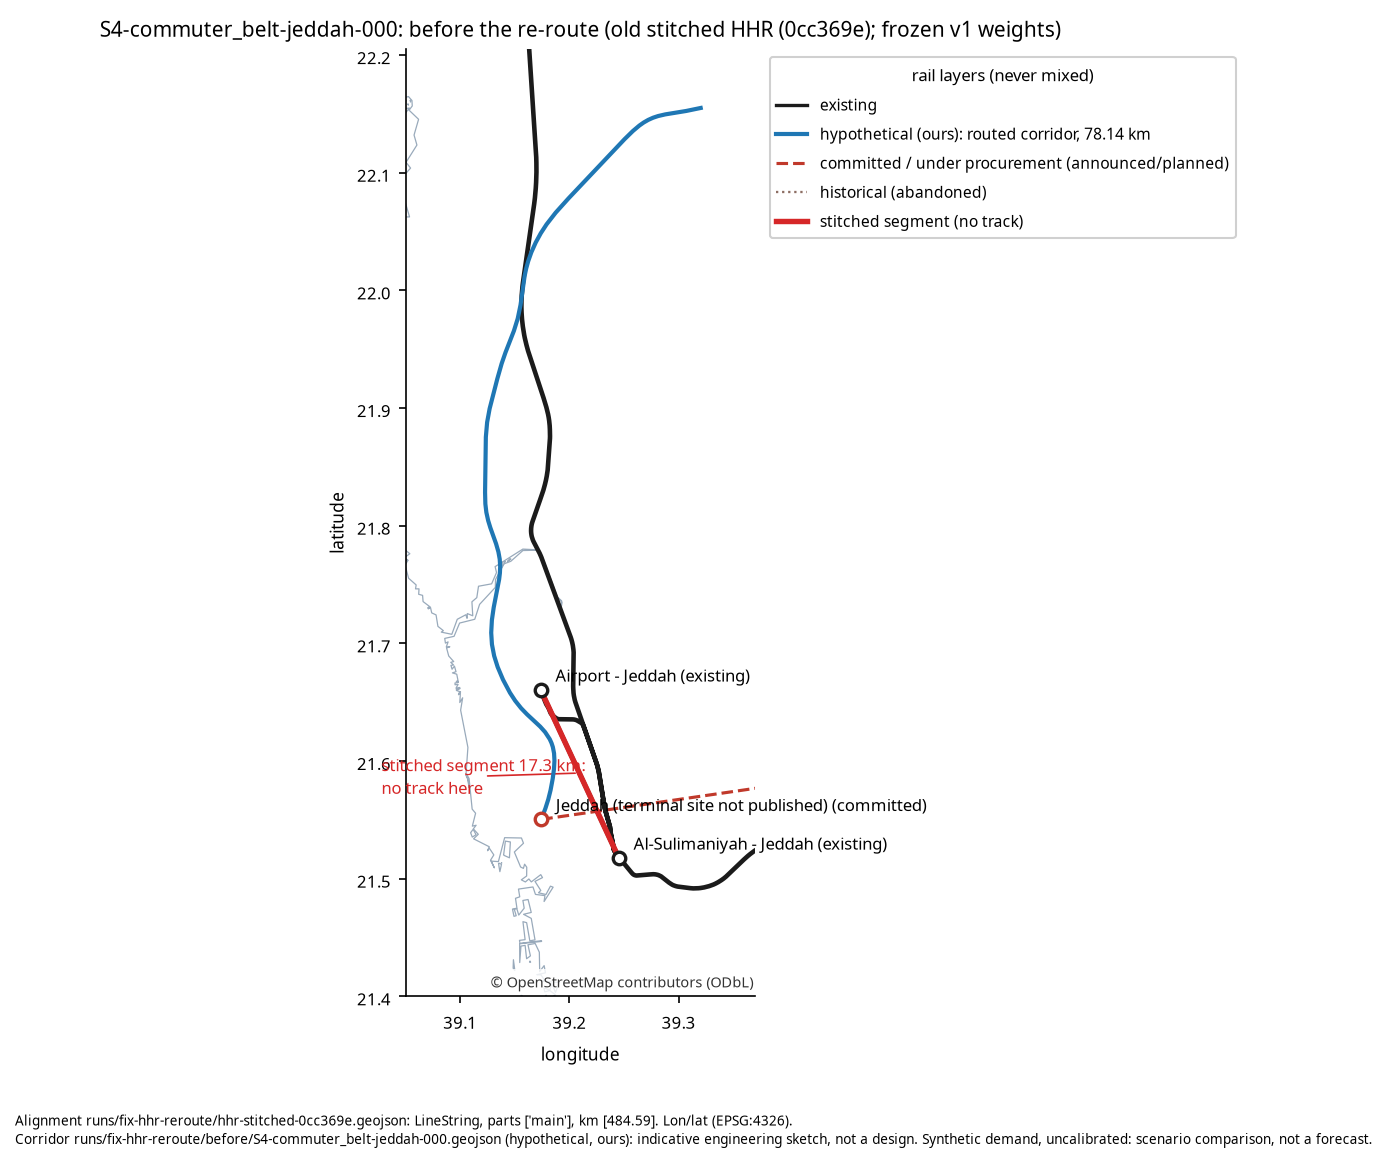 S4-commuter_belt-jeddah-000: before the re-route (old stitched HHR (0cc369e); frozen v1 weights)
rail layers (never mixed)
existing
hypothetical (ours): routed corridor, 78.14 km
committed / under procurement (announced/planned)
historical (abandoned)
stitched segment (no track)
latitude
22.2
22.1
22.0
21.9
21.8
21.7
21.6
21.5
21.4
Airport - Jeddah (existing)
stitched segment 17.3 km:
no track here
Jeddah (terminal site not published) (committed)
Al-Sulimaniyah - Jeddah (existing)
© OpenStreetMap contributors (ODbL)
39.1
39.2
39.3
longitude
Alignment runs/fix-hhr-reroute/hhr-stitched-0cc369e.geojson: LineString, parts ['main'], km [484.59]. Lon/lat (EPSG:4326).
Corridor runs/fix-hhr-reroute/before/S4-commuter_belt-jeddah-000.geojson (hypothetical, ours): indicative engineering sketch, not a design. Synthetic demand, uncalibrated: scenario comparison, not a forecast.